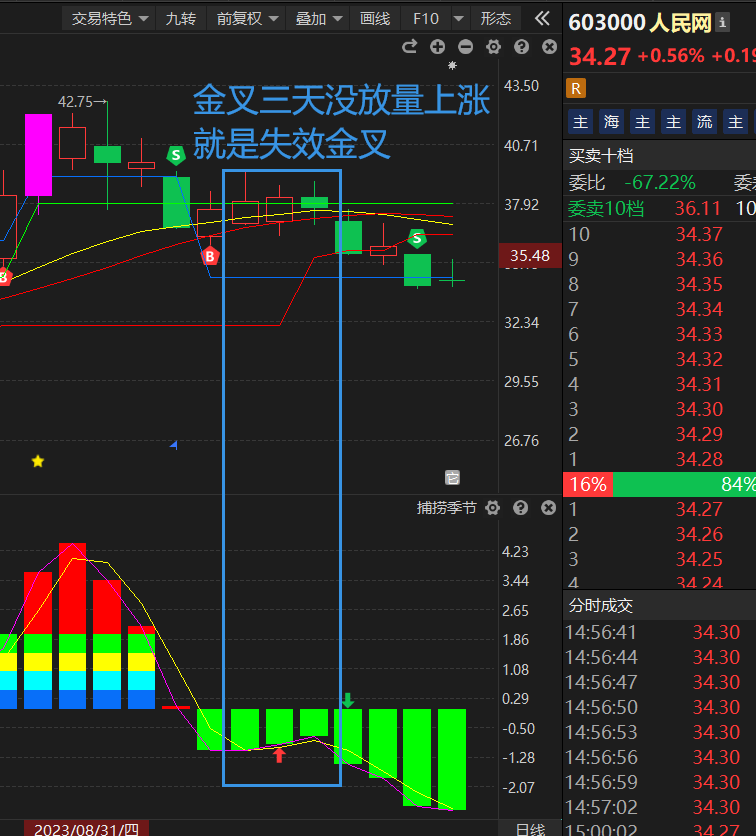 交易特色 九转 前复权 叠加 画线 F10 形态
603000 人民网
34.27 +0.56% +0.19
R
主 海 主 主 流 主
买卖十档
委比 -67.22%
委卖10档 36.11 10
10 34.37
9 34.36
8 34.35
7 34.34
6 34.33
5 34.32
4 34.31
3 34.30
2 34.29
1 34.28
16% 84%
1 34.27
2 34.26
3 34.25
4 34.24
分时成交
14:56:41 34.30
14:56:44 34.30
14:56:47 34.30
14:56:50 34.30
14:56:53 34.30
14:56:56 34.30
14:56:59 34.30
14:57:02 34.30
15:00:02 34.27
金叉三天没放量上涨
就是失效金叉
42.75
S
B
B
S
43.50
40.71
37.92
35.48
32.34
29.55
26.76
捕捞季节
4.23
3.44
2.65
1.86
1.08
0.29
-0.50
-1.28
-2.07
2023/08/31/四
日线